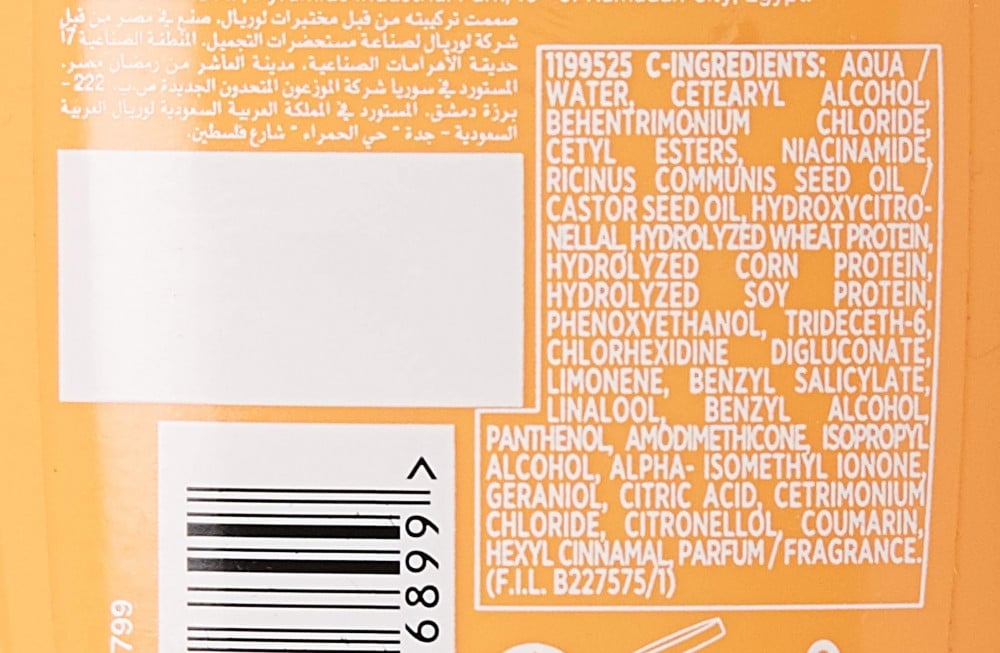 صممت تركيبته من قبل مختبرات لوريال. صنع في مصر من قبل
شركة لوريال لصناعة مستحضرات التجميل. المنطقة الصناعية 17
حديقة الأهرامات الصناعية، مدينة العاشر من رمضان مصر.
المستورد في سوريا شركة الموزعون المتحدون الجديدة ص.ب. 222 -
برزة دمشق. المستورد في المملكة العربية السعودية لوريال العربية
السعودية - جدة - حي الحمراء - شارع فلسطين.
1199525 C-INGREDIENTS: AQUA /
WATER, CETEARYL ALCOHOL,
BEHENTRIMONIUM CHLORIDE,
CETYL ESTERS, NIACINAMIDE,
RICINUS COMMUNIS SEED OIL /
CASTOR SEED OIL, HYDROXYCITRO-
NELLAL, HYDROLYZED WHEAT PROTEIN,
HYDROLYZED CORN PROTEIN,
HYDROLYZED SOY PROTEIN,
PHENOXYETHANOL, TRIDECETH-6,
CHLORHEXIDINE DIGLUCONATE,
LIMONENE, BENZYL SALICYLATE,
LINALOOL, BENZYL ALCOHOL,
PANTHENOL, AMODIMETHICONE, ISOPROPYL
ALCOHOL, ALPHA- ISOMETHYL IONONE,
GERANIOL, CITRIC ACID, CETRIMONIUM
CHLORIDE, CITRONELLOL, COUMARIN,
HEXYL CINNAMAL, PARFUM / FRAGRANCE.
(F.I.L. B227575/1)
68996 >
799